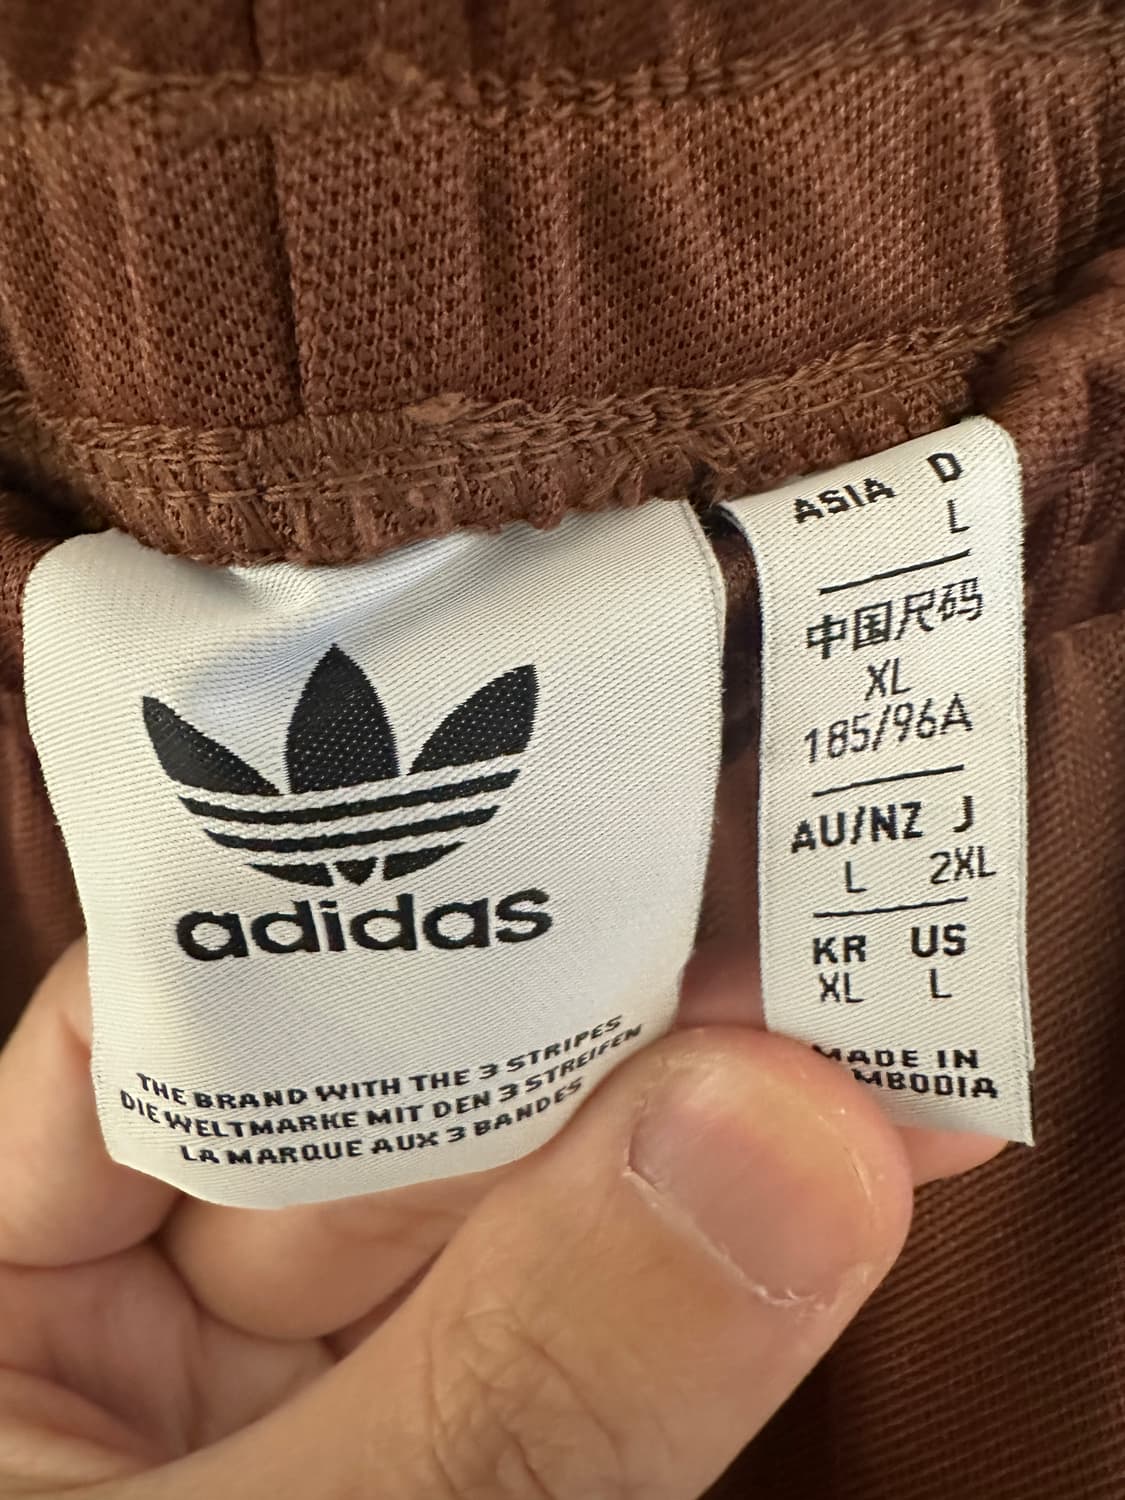 adidas
THE BRAND WITH THE 3 STRIPES
DIE WELTMARKE MIT DEN 3 STREIFEN
LA MARQUE AUX 3 BANDES
ASIA D
L
中国尺码
XL
185/96A
AU/NZ J
L 2XL
KR US
XL L
MADE IN
MBODIA